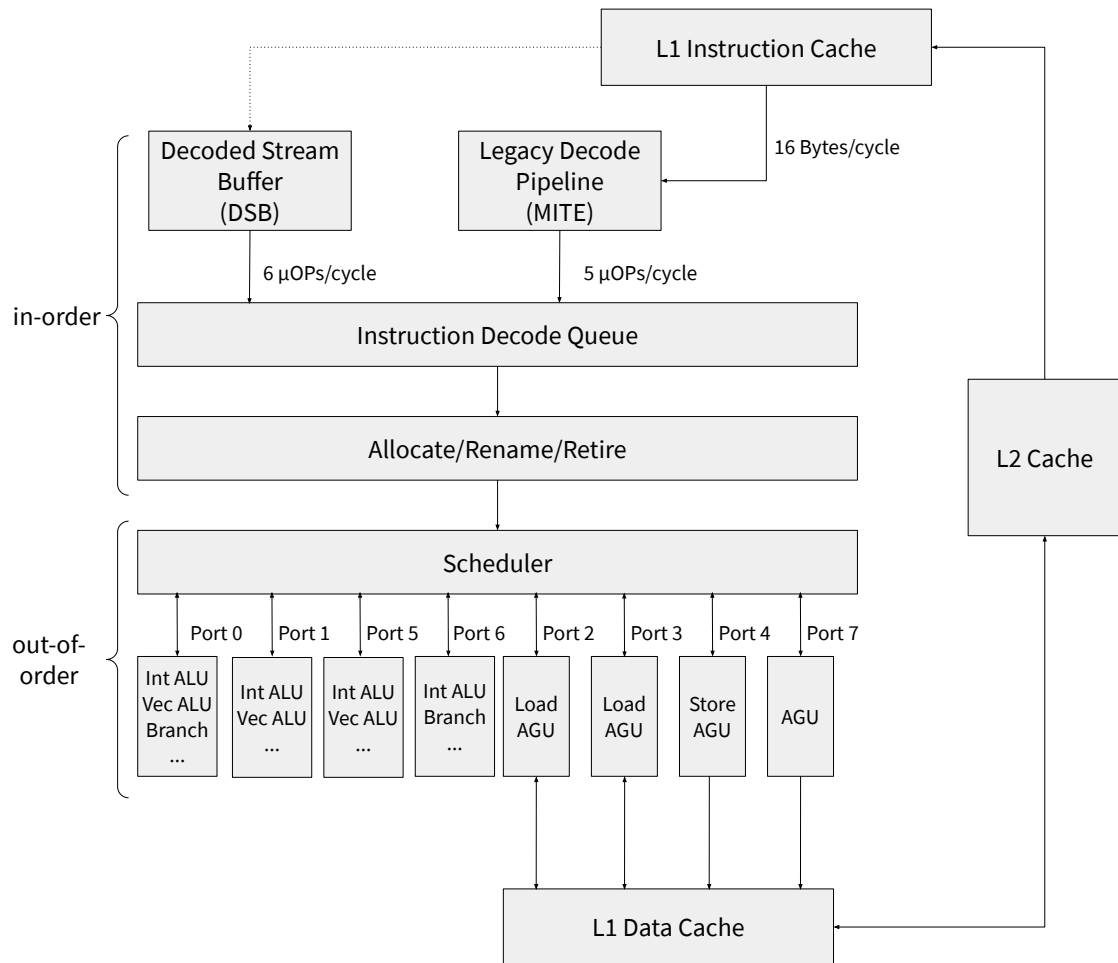 L1 Instruction Cache
16 Bytes/cycle
Decoded Stream
Buffer
(DSB)
Legacy Decode
Pipeline
(MITE)
6 µOPs/cycle
5 µOPs/cycle
in-order
Instruction Decode Queue
Allocate/Rename/Retire
L2 Cache
Scheduler
out-of-
order
Port 0
Port 1
Port 5
Port 6
Port 2
Port 3
Port 4
Port 7
Int ALU
Vec ALU
Branch
...
Int ALU
Vec ALU
...
Int ALU
Vec ALU
...
Int ALU
Branch
...
Load
AGU
Load
AGU
Store
AGU
AGU
L1 Data Cache